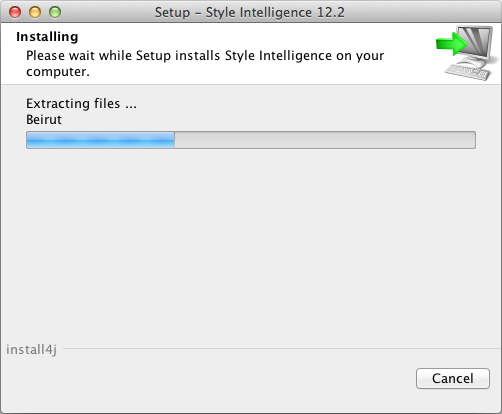 Setup – Style Intelligence 12.2
Installing
Please wait while Setup installs Style Intelligence on your
computer.
Extracting files ...
Beirut
install4j
Cancel